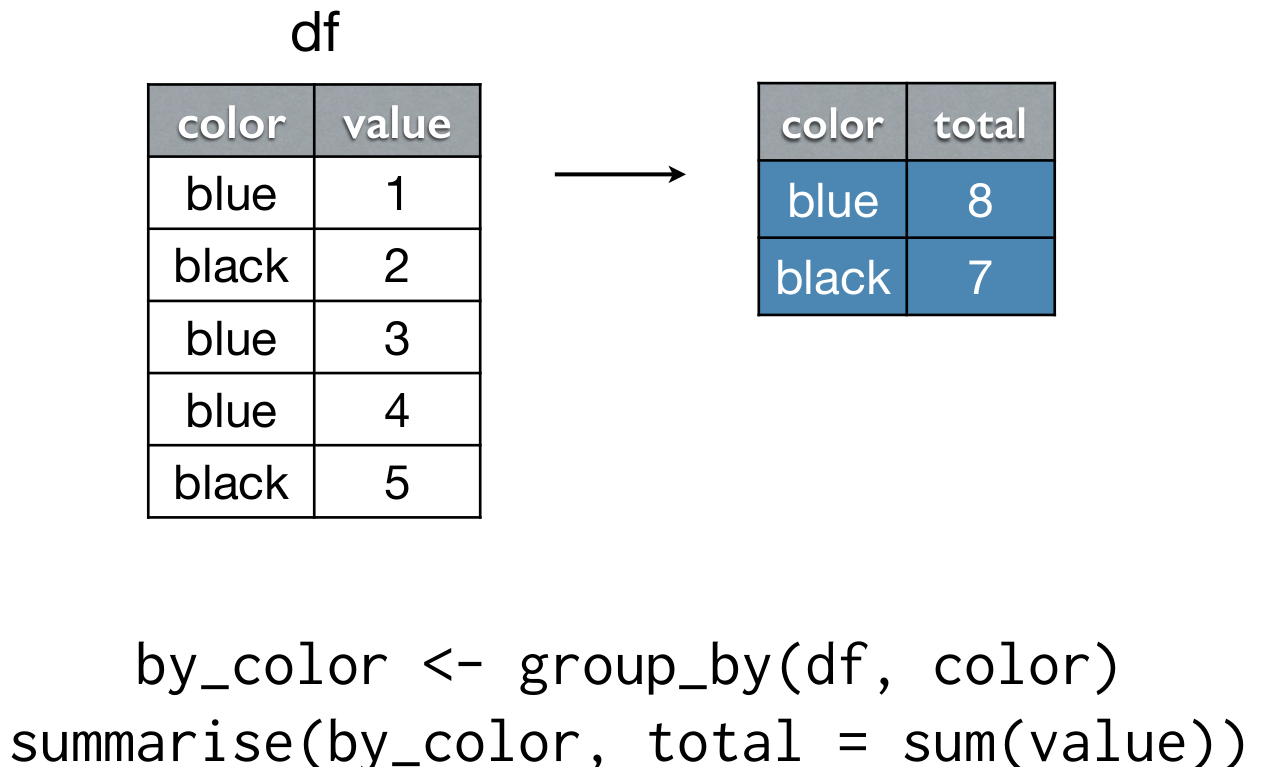 df
color value
blue 1
black 2
blue 3
blue 4
black 5
color total
blue 8
black 7
by_color <- group_by(df, color)
summarise(by_color, total = sum(value))